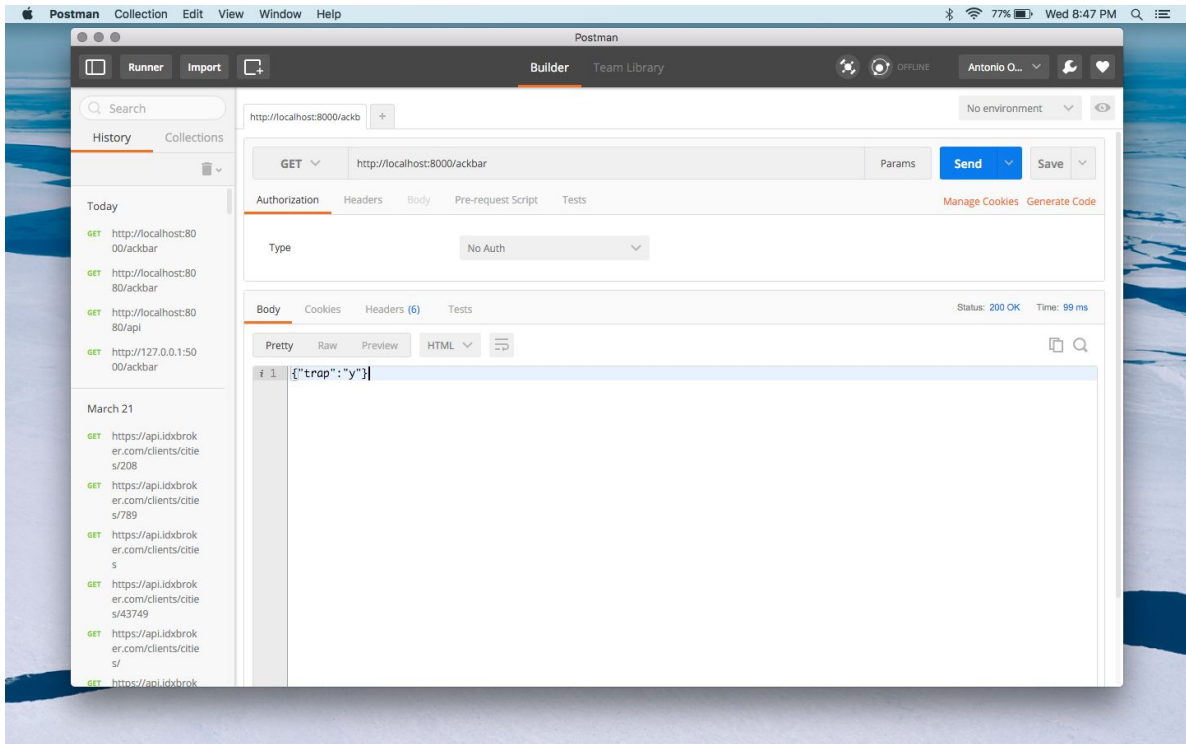 Postman Collection Edit View Window Help 77% Wed 8:47 PM
Postman
Runner Import Builder Team Library OFFLINE Antonio O...
Search
History Collections
http://localhost:8000/ackb + No environment
GET http://localhost:8000/ackbar Params Send Save
Authorization Headers Body Pre-request Script Tests Manage Cookies Generate Code
Type No Auth
Body Cookies Headers (6) Tests Status: 200 OK Time: 99 ms
Pretty Raw Preview HTML
i 1 {"trap":"y"}
Today
GET http://localhost:80
00/ackbar
GET http://localhost:80
80/ackbar
GET http://localhost:80
80/api
GET http://127.0.0.1:50
00/ackbar
March 21
GET https://api.idxbrok
er.com/clients/citie
s/208
GET https://api.idxbrok
er.com/clients/citie
s/789
GET https://api.idxbrok
er.com/clients/citie
s
GET https://api.idxbrok
er.com/clients/citie
s/43749
GET https://api.idxbrok
er.com/clients/citie
s/
GET https://api.idxbrok